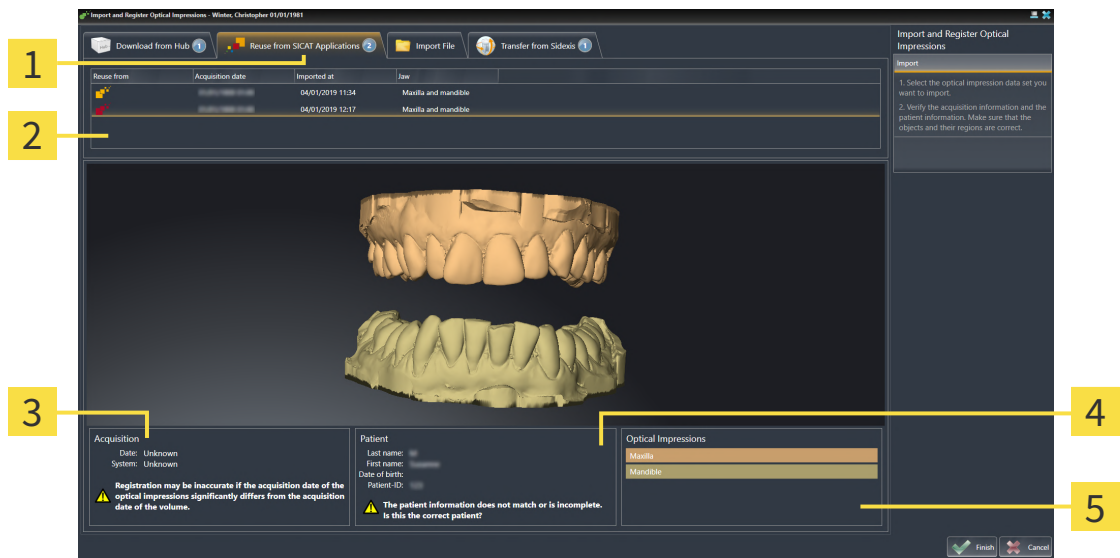 Import and Register Optical Impressions - Winter, Christopher 01/01/1981
Download from Hub 1
Reuse from SICAT Applications 2
Import File
Transfer from Sidexis 1
Import and Register Optical
Impressions
Import
1. Select the optical impression data set you
want to import.
2. Verify the acquisition information and the
patient information. Make sure that the
objects and their regions are correct.
1
Reuse from Acquisition date Imported at Jaw
04/01/2019 11:34 Maxilla and mandible
04/01/2019 12:17 Maxilla and mandible
2
3
4
Acquisition
Date: Unknown
System: Unknown
Registration may be inaccurate if the acquisition date of the
optical impressions significantly differs from the acquisition
date of the volume.
Patient
Last name:
First name:
Date of birth:
Patient-ID:
The patient information does not match or is incomplete.
Is this the correct patient?
Optical Impressions
Maxilla
Mandible
5
Finish
Cancel